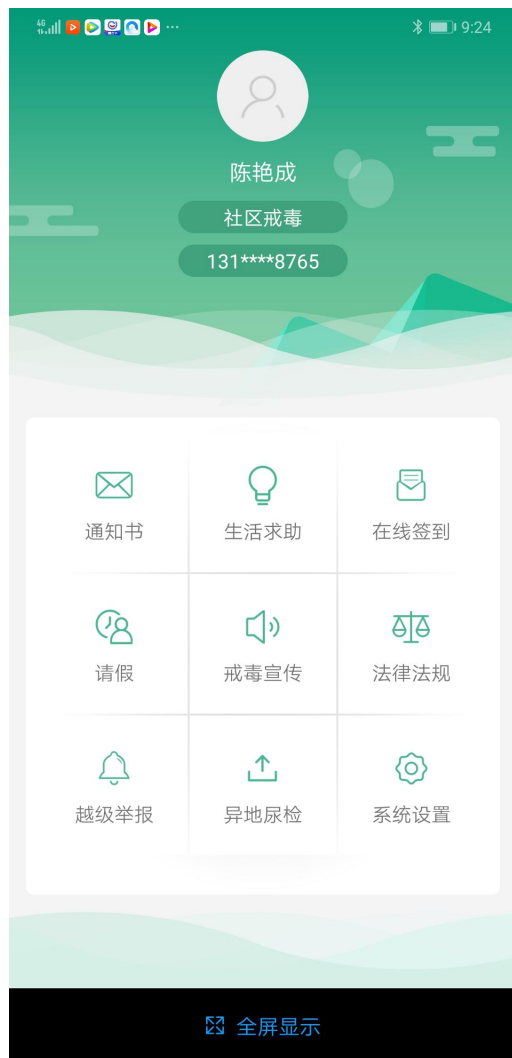 4G 9:24
陈艳成
社区戒毒
131****8765
通知书 生活求助 在线签到
请假 戒毒宣传 法律法规
越级举报 异地尿检 系统设置
全屏显示